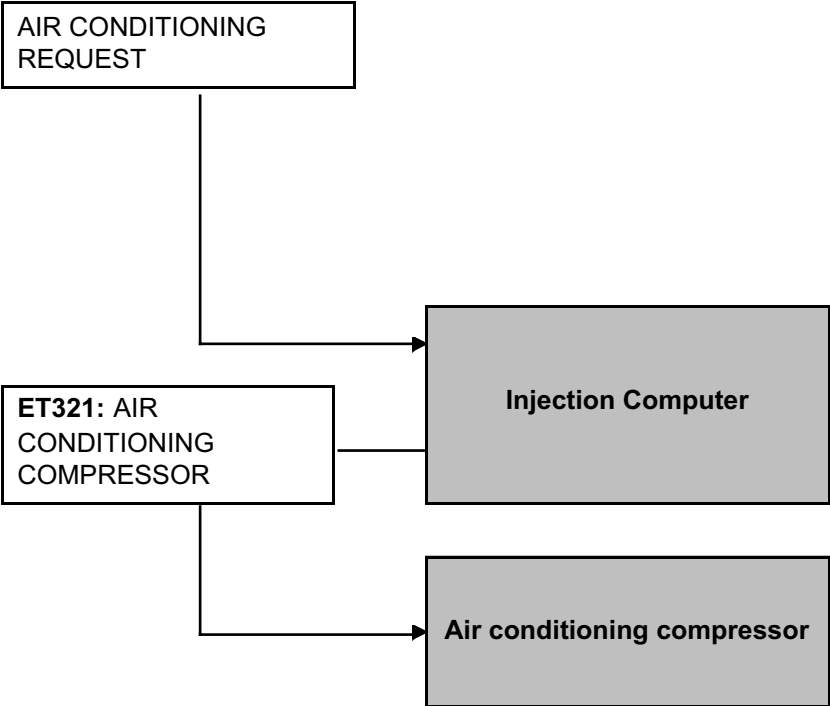 AIR CONDITIONING
REQUEST
Injection Computer
ET321: AIR
CONDITIONING
COMPRESSOR
Air conditioning compressor